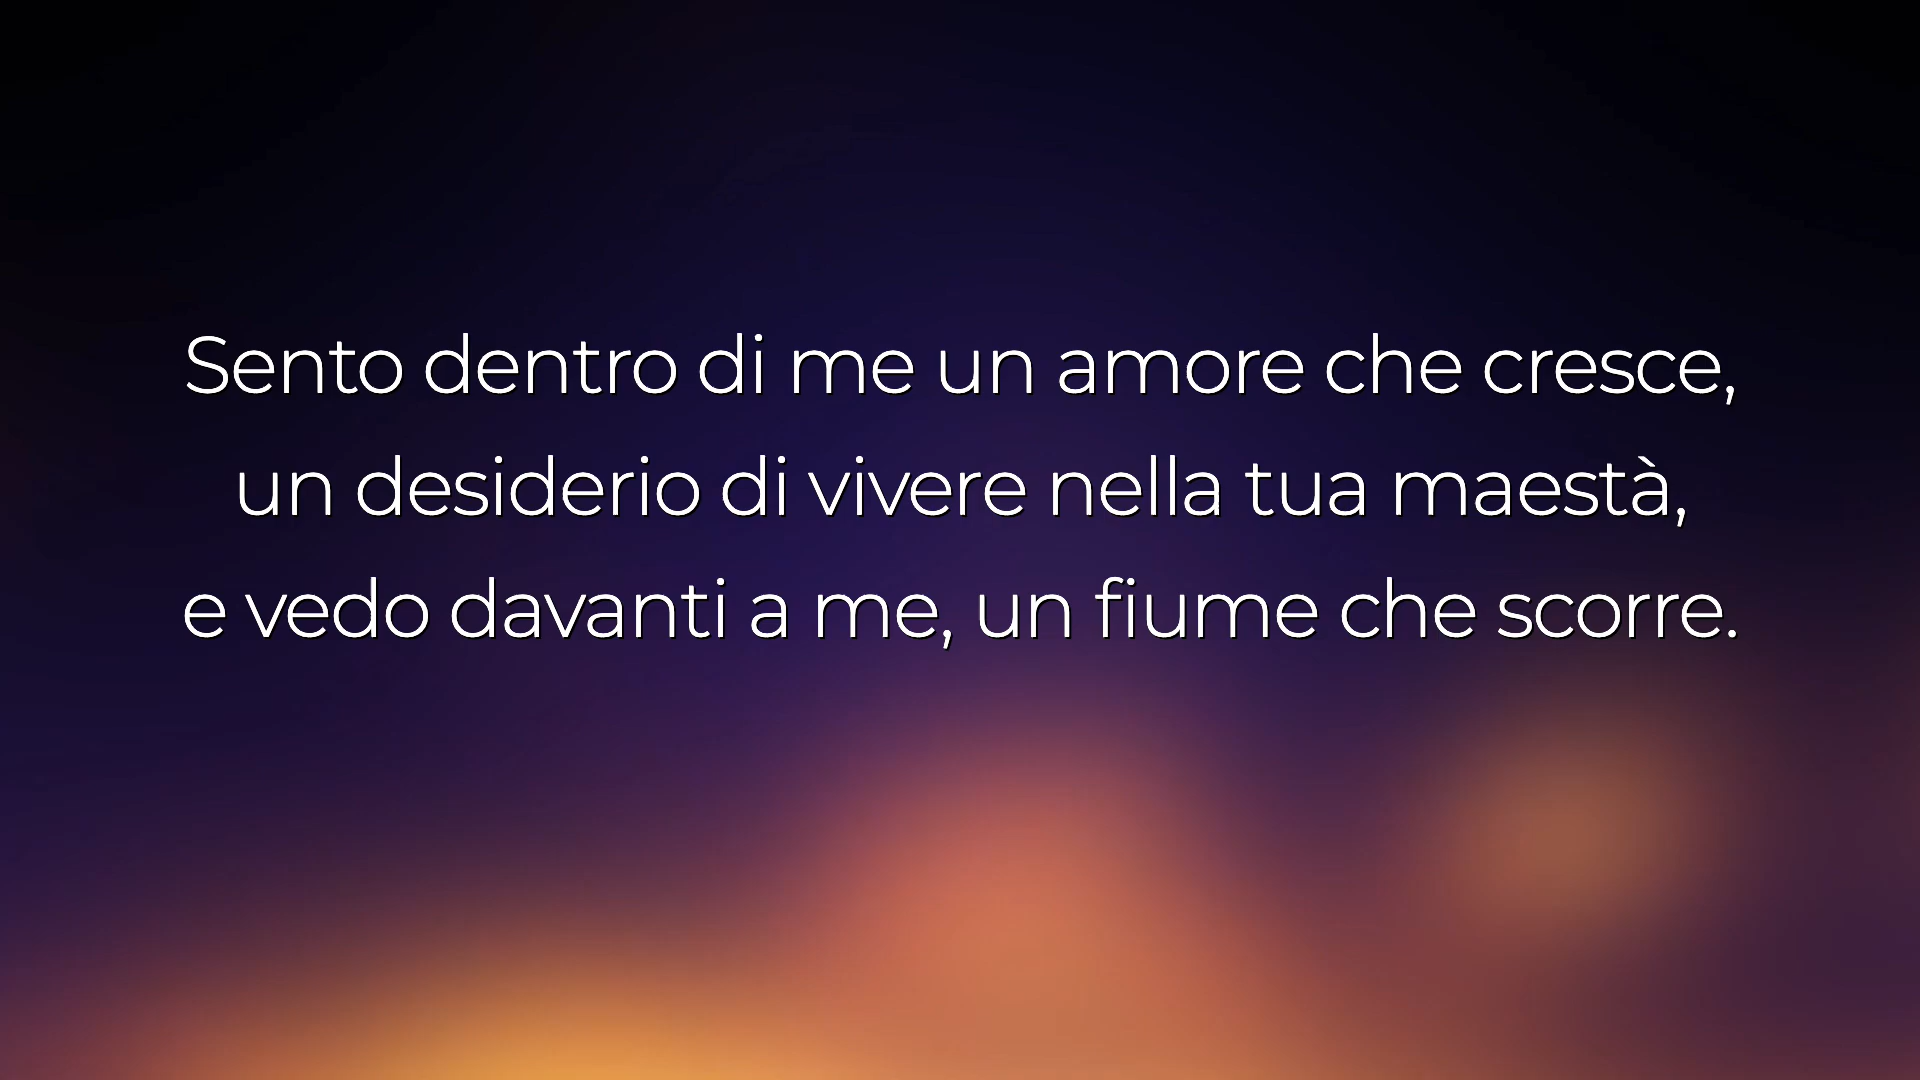 Sento dentro di me un amore che cresce,
un desiderio di vivere nella tua maestà,
e vedo davanti a me, un fiume che scorre.